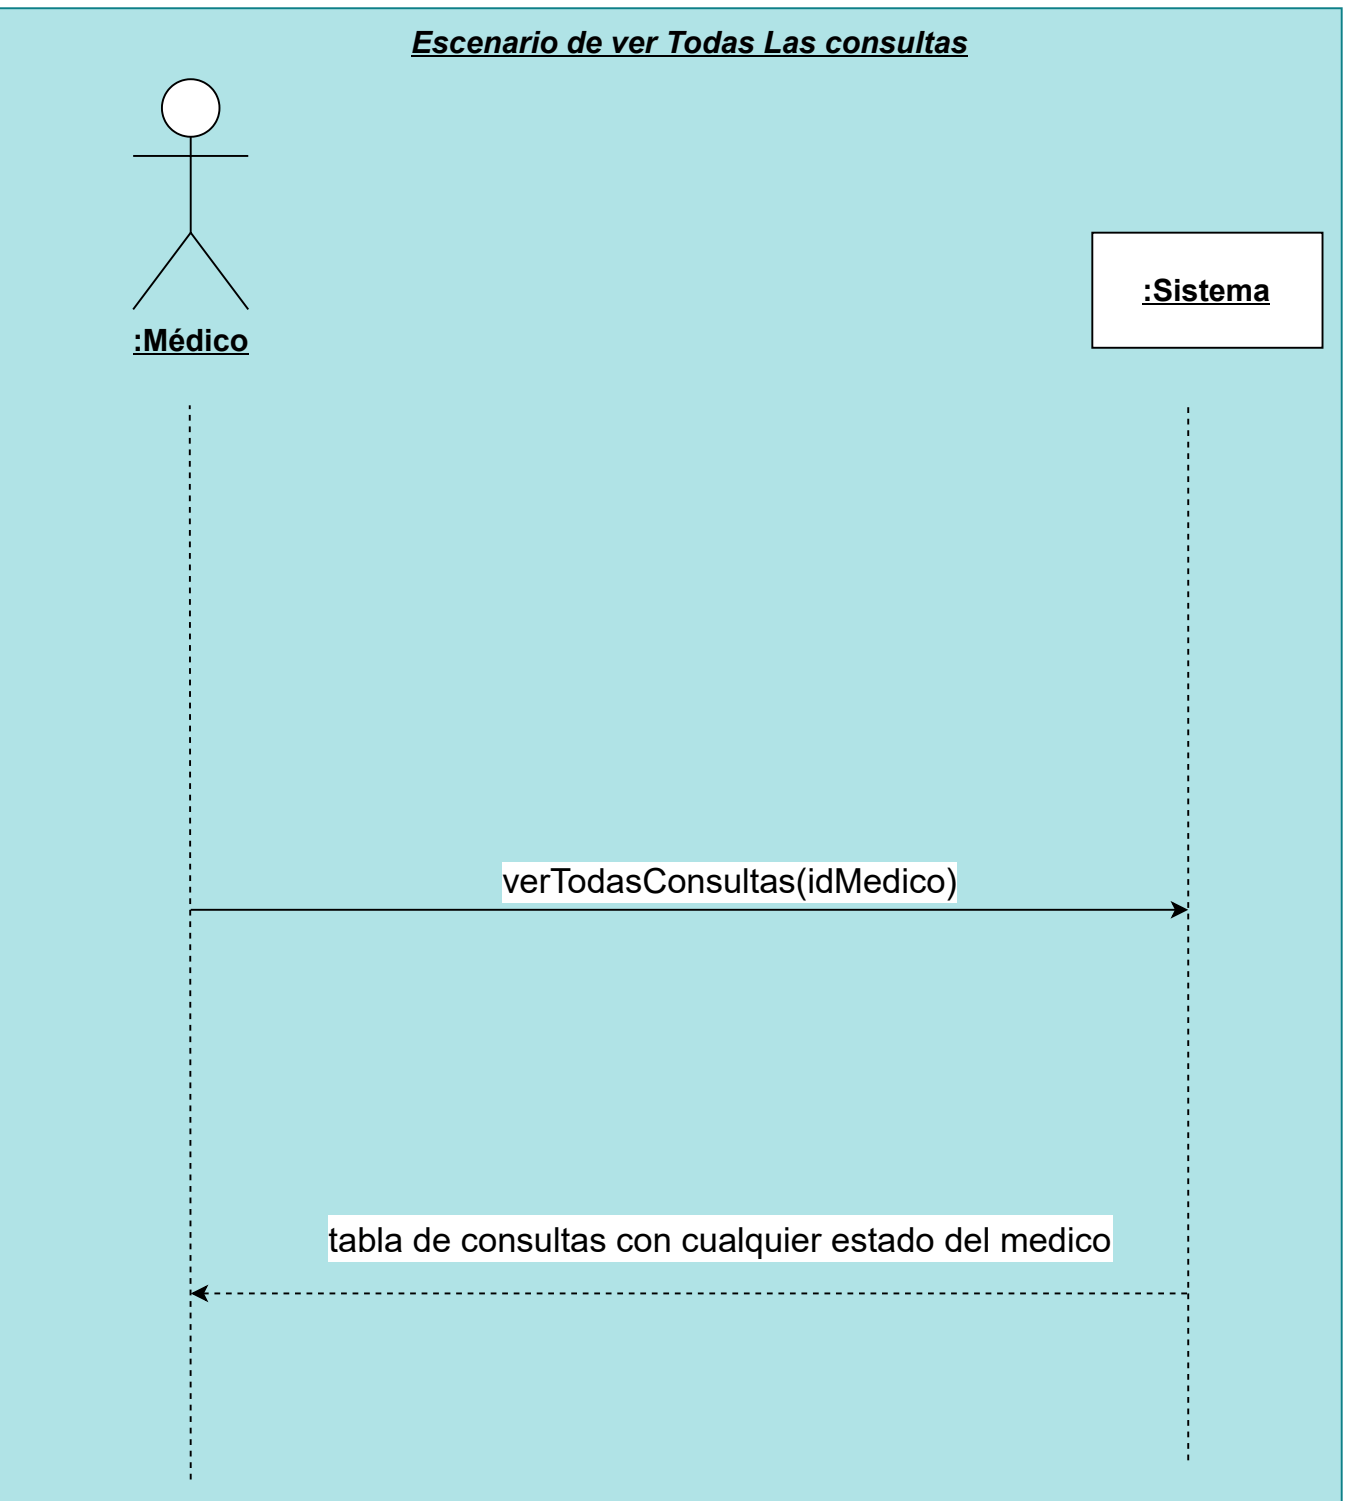 Escenario de ver Todas Las consultas
:Sistema
:Médico
verTodasConsultas(idMedico)
tabla de consultas con cualquier estado del medico